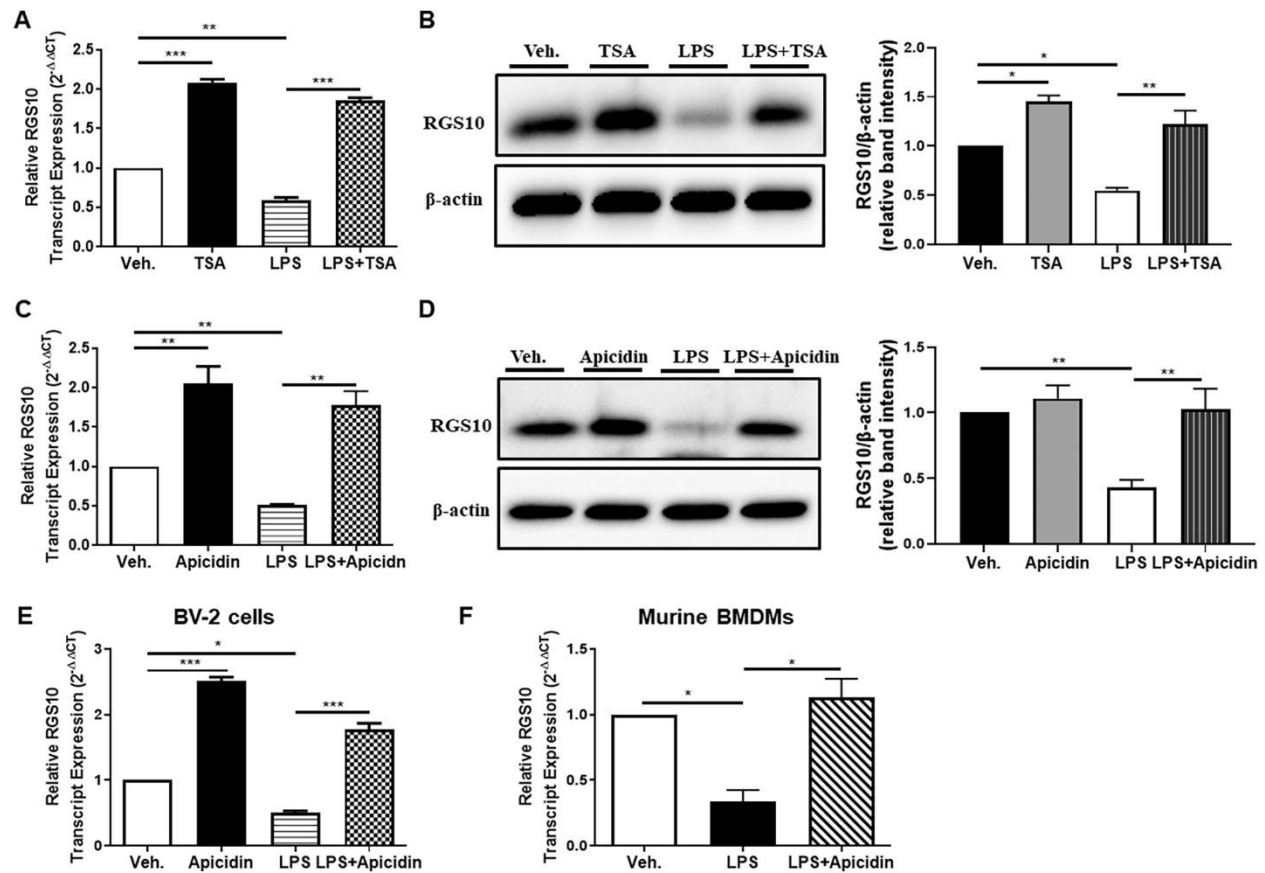 A
Relative RGS10
Transcript Expression (2^-ΔΔCT)
2.5
2.0
1.5
1.0
0.5
0.0
**
***
***
Veh. TSA LPS LPS+TSA
B
Veh. TSA LPS LPS+TSA
RGS10
β-actin
RGS10/β-actin
(relative band intensity)
2.0
1.5
1.0
0.5
0.0
*
*
**
Veh. TSA LPS LPS+TSA
C
Relative RGS10
Transcript Expression (2^-ΔΔCT)
2.5
2.0
1.5
1.0
0.5
0.0
**
**
**
Veh. Apicidin LPS LPS+Apicidn
D
Veh. Apicidin LPS LPS+Apicidin
RGS10
β-actin
RGS10/β-actin
(relative band intensity)
1.5
1.0
0.5
0.0
**
**
Veh. Apicidin LPS LPS+Apicidin
E
BV-2 cells
Relative RGS10
Transcript Expression (2^-ΔΔCT)
3
2
1
0
*
***
***
Veh. Apicidin LPS LPS+Apicidin
F
Murine BMDMs
Relative RGS10
Transcript Expression (2^-ΔΔCT)
1.5
1.0
0.5
0.0
*
*
Veh. LPS LPS+Apicidin